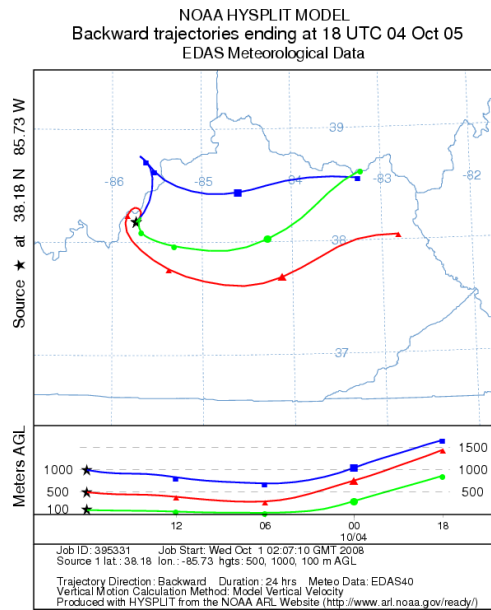 NOAA HYSPLIT MODEL
Backward trajectories ending at 18 UTC 04 Oct 05
EDAS Meteorological Data
Source ★ at 38.18 N 85.73 W
39
-86
-85
-84
-83
-82
38
37
Meters AGL
1000
500
100
1500
1000
500
12
06
00
18
10/04
Job ID: 395331 Job Start: Wed Oct 1 02:07:10 GMT 2008
Source 1 lat.: 38.18 lon.: -85.73 hgts: 500, 1000, 100 m AGL
Trajectory Direction: Backward Duration: 24 hrs Meteo Data: EDAS40
Vertical Motion Calculation Method: Model Vertical Velocity
Produced with HYSPLIT from the NOAA ARL Website (http://www.arl.noaa.gov/ready/)